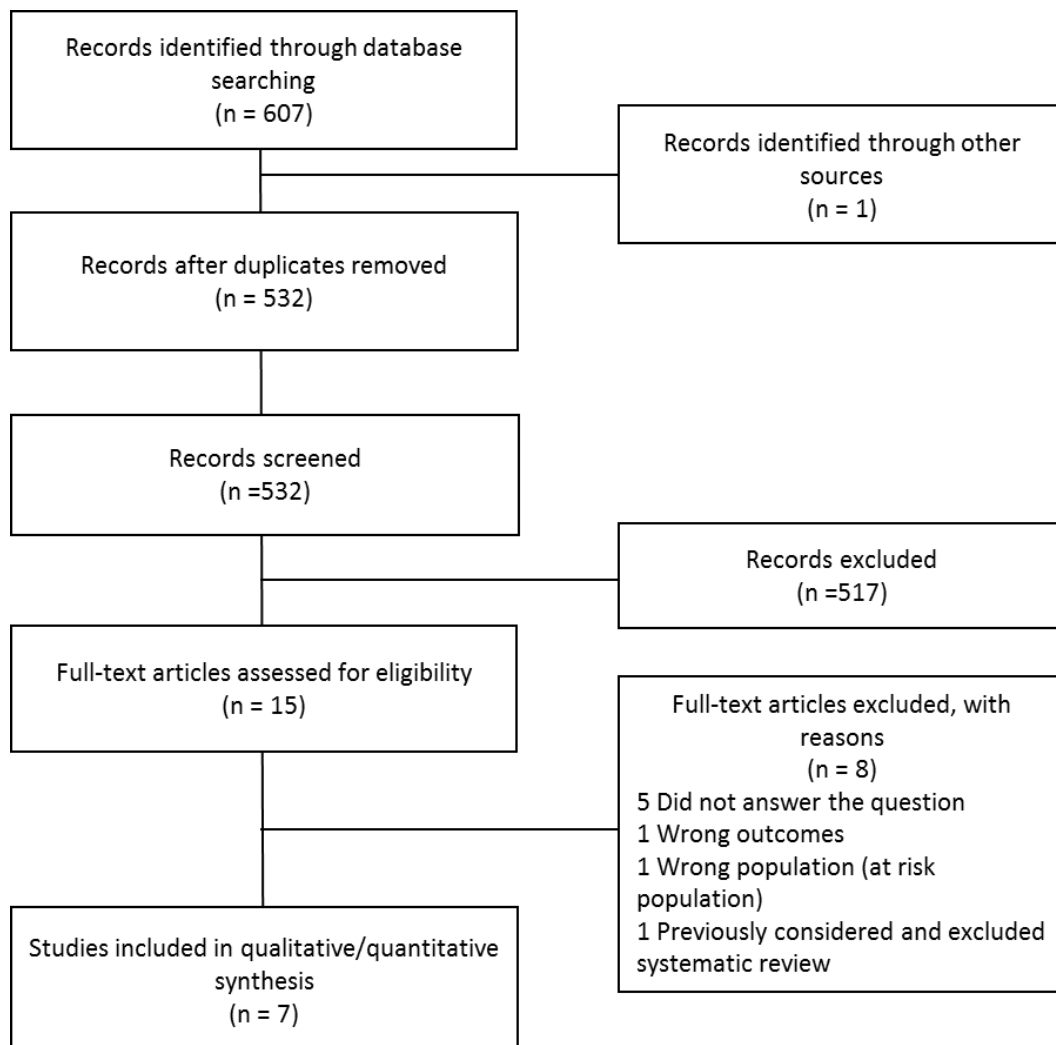 Records identified through database
searching
(n = 607)
Records identified through other
sources
(n = 1)
Records after duplicates removed
(n = 532)
Records screened
(n =532)
Records excluded
(n =517)
Full-text articles assessed for eligibility
(n = 15)
Full-text articles excluded, with
reasons
(n = 8)
5 Did not answer the question
1 Wrong outcomes
1 Wrong population (at risk
population)
1 Previously considered and excluded
systematic review
Studies included in qualitative/quantitative
synthesis
(n = 7)